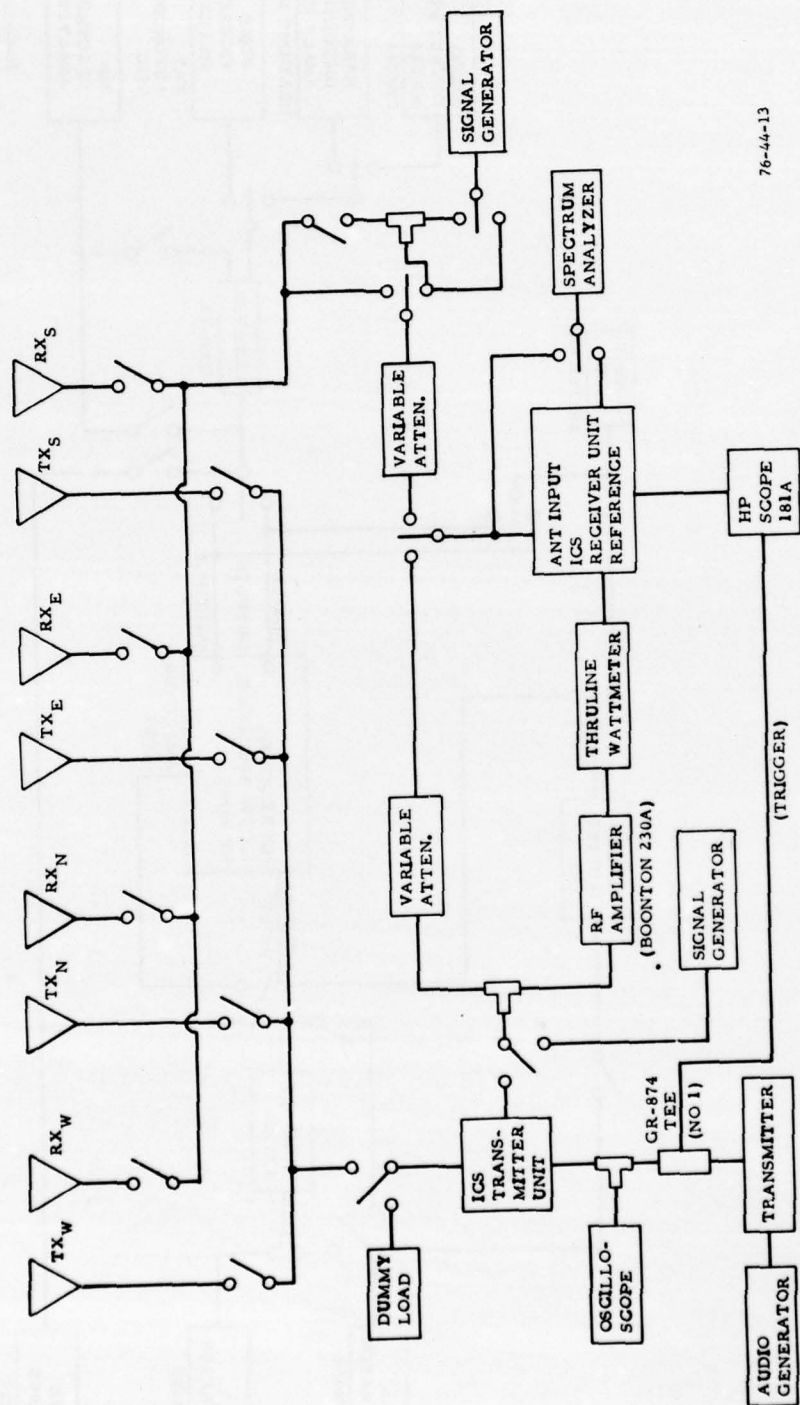 TXW
RXW
TXN
RXN
TXE
RXE
TXS
RXS
DUMMY
LOAD
VARIABLE
ATTEN.
VARIABLE
ATTEN.
SIGNAL
GENERATOR
ICS
TRANS-
MITTER
UNIT
ANT INPUT
ICS
RECEIVER UNIT
REFERENCE
SPECTRUM
ANALYZER
OSCILLO-
SCOPE
GR-874
TEE
(NO 1)
RF
AMPLIFIER
(BOONTON 230A)
THRULINE
WATTMETER
SIGNAL
GENERATOR
HP
SCOPE
181A
(TRIGGER)
AUDIO
GENERATOR
TRANSMITTER
76-44-13